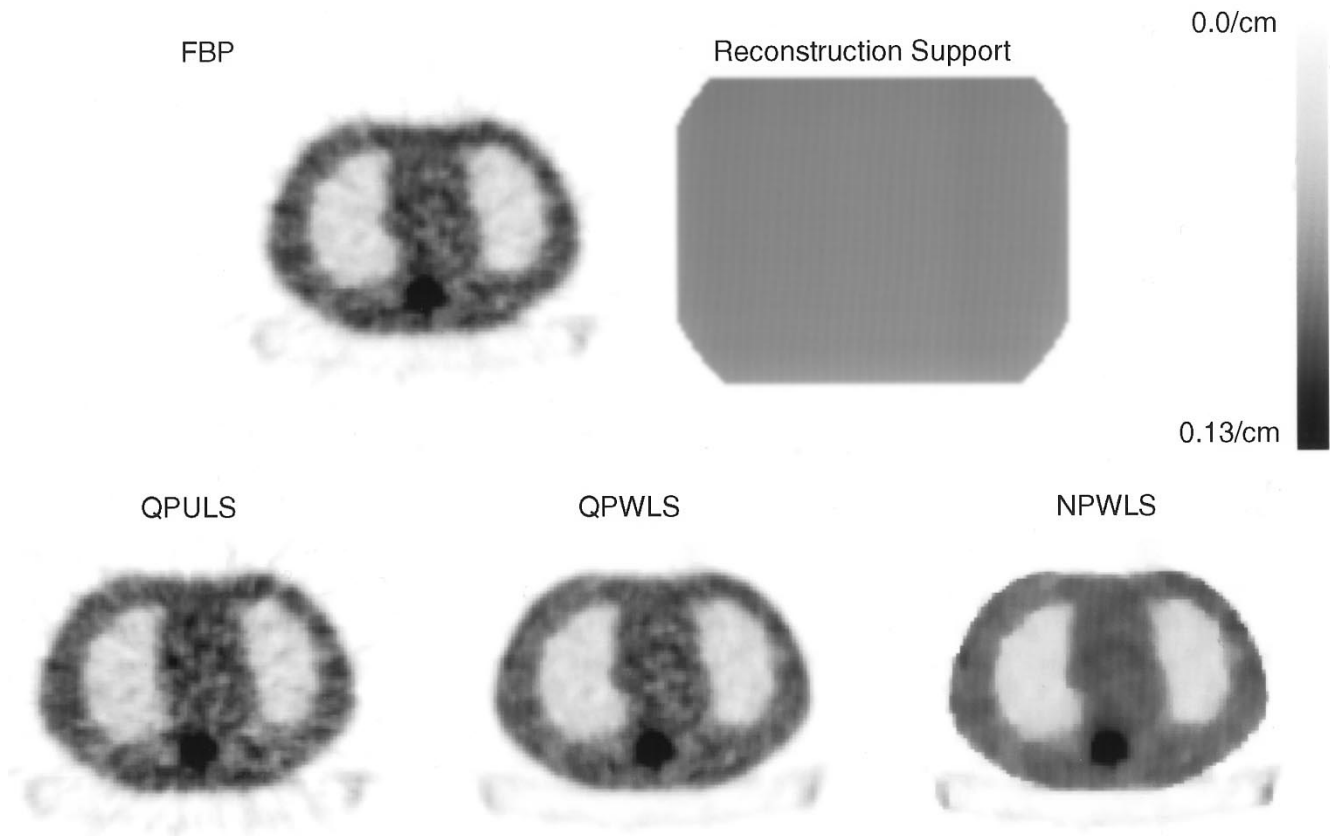 FBP
Reconstruction Support
0.0/cm
0.13/cm
QPULS
QPWLS
NPWLS